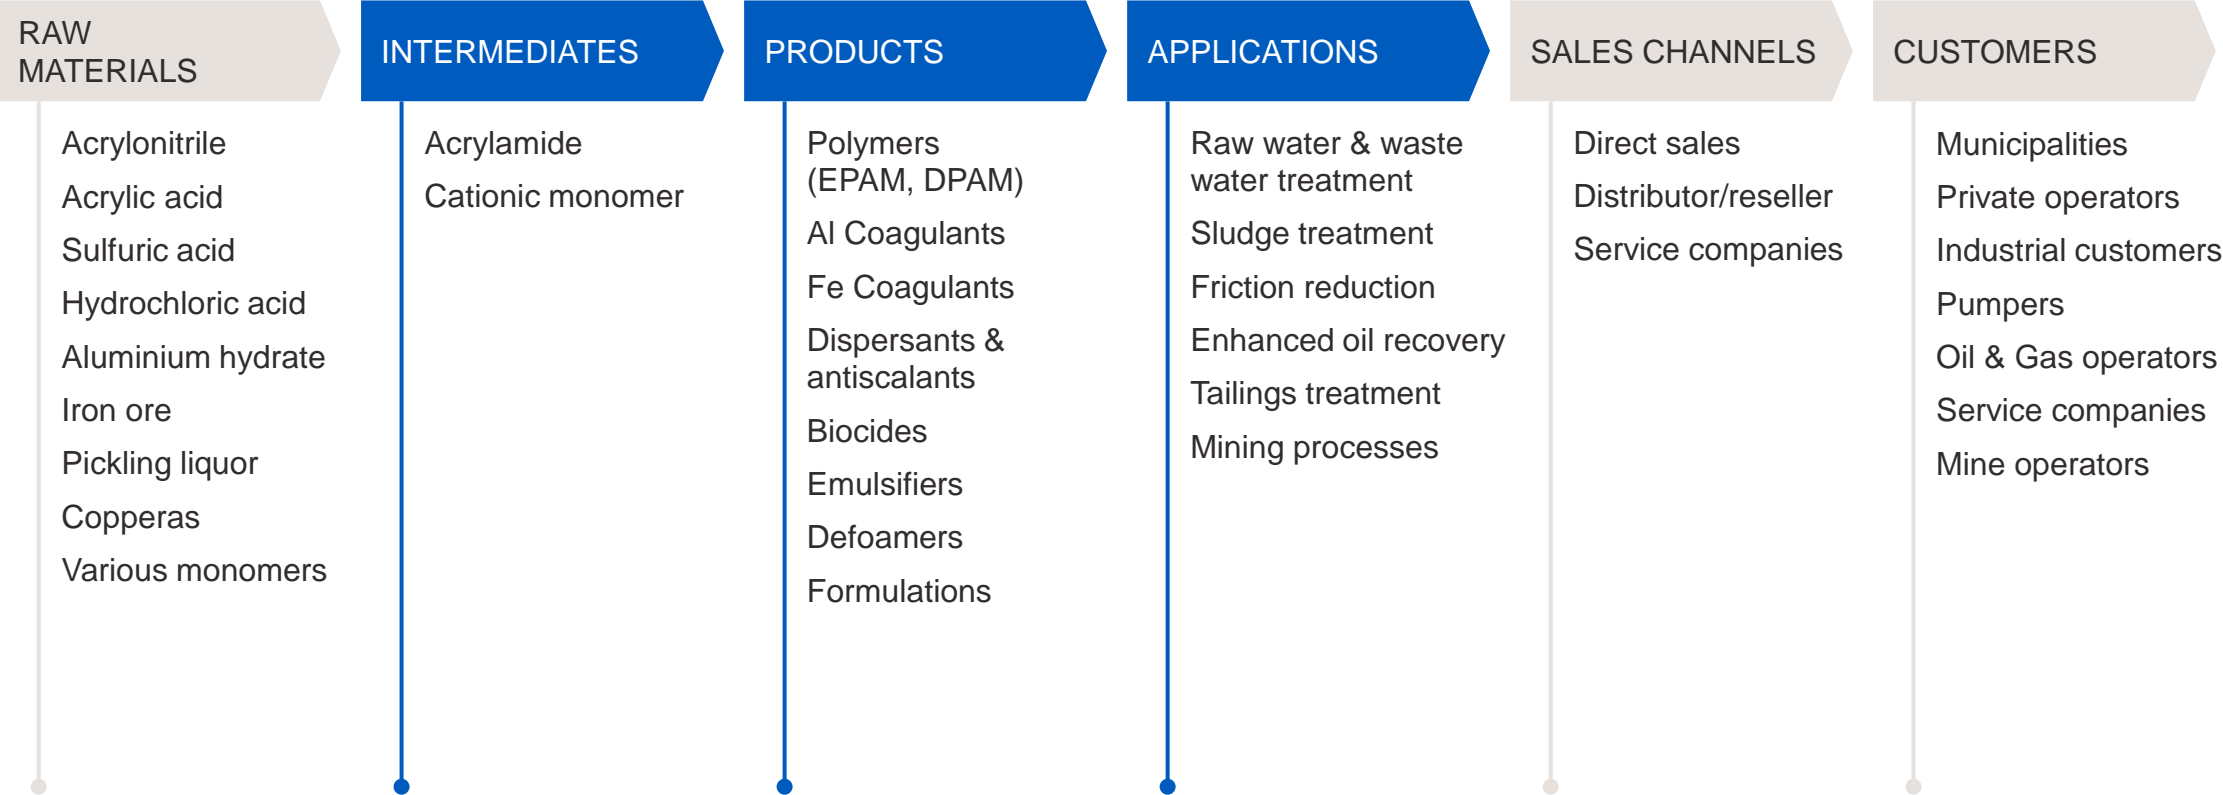 RAW
MATERIALS
INTERMEDIATES
PRODUCTS
APPLICATIONS
SALES CHANNELS
CUSTOMERS
Acrylonitrile
Acrylic acid
Sulfuric acid
Hydrochloric acid
Aluminium hydrate
Iron ore
Pickling liquor
Copperas
Various monomers
Acrylamide
Cationic monomer
Polymers
(EPAM, DPAM)
Al Coagulants
Fe Coagulants
Dispersants &
antiscalants
Biocides
Emulsifiers
Defoamers
Formulations
Raw water & waste
water treatment
Sludge treatment
Friction reduction
Enhanced oil recovery
Tailings treatment
Mining processes
Direct sales
Distributor/reseller
Service companies
Municipalities
Private operators
Industrial customers
Pumpers
Oil & Gas operators
Service companies
Mine operators